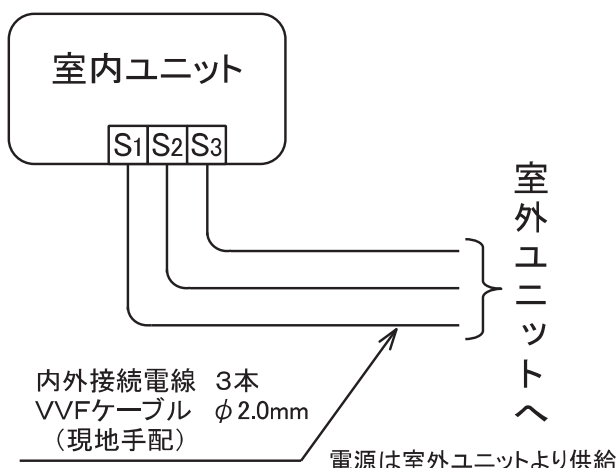 室内ユニット
S1 S2 S3
室外ユニットへ
内外接続電線 3本
VVFケーブル φ2.0mm
(現地手配)
電源は室外ユニットより供給